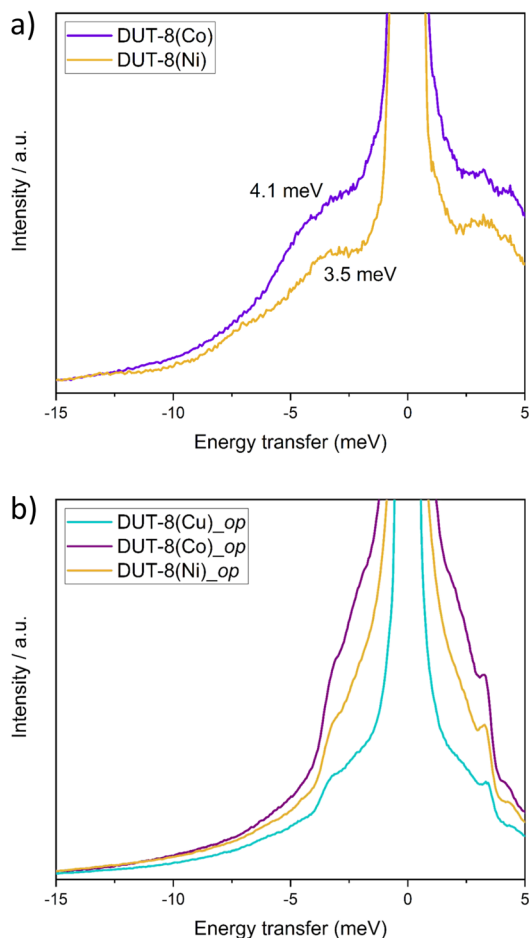 a)
DUT-8(Co)
DUT-8(Ni)
4.1 meV
3.5 meV
Intensity / a.u.
-15 -10 -5 0 5
Energy transfer (meV)
b)
DUT-8(Cu)_op
DUT-8(Co)_op
DUT-8(Ni)_op
Intensity / a.u.
-15 -10 -5 0 5
Energy transfer (meV)